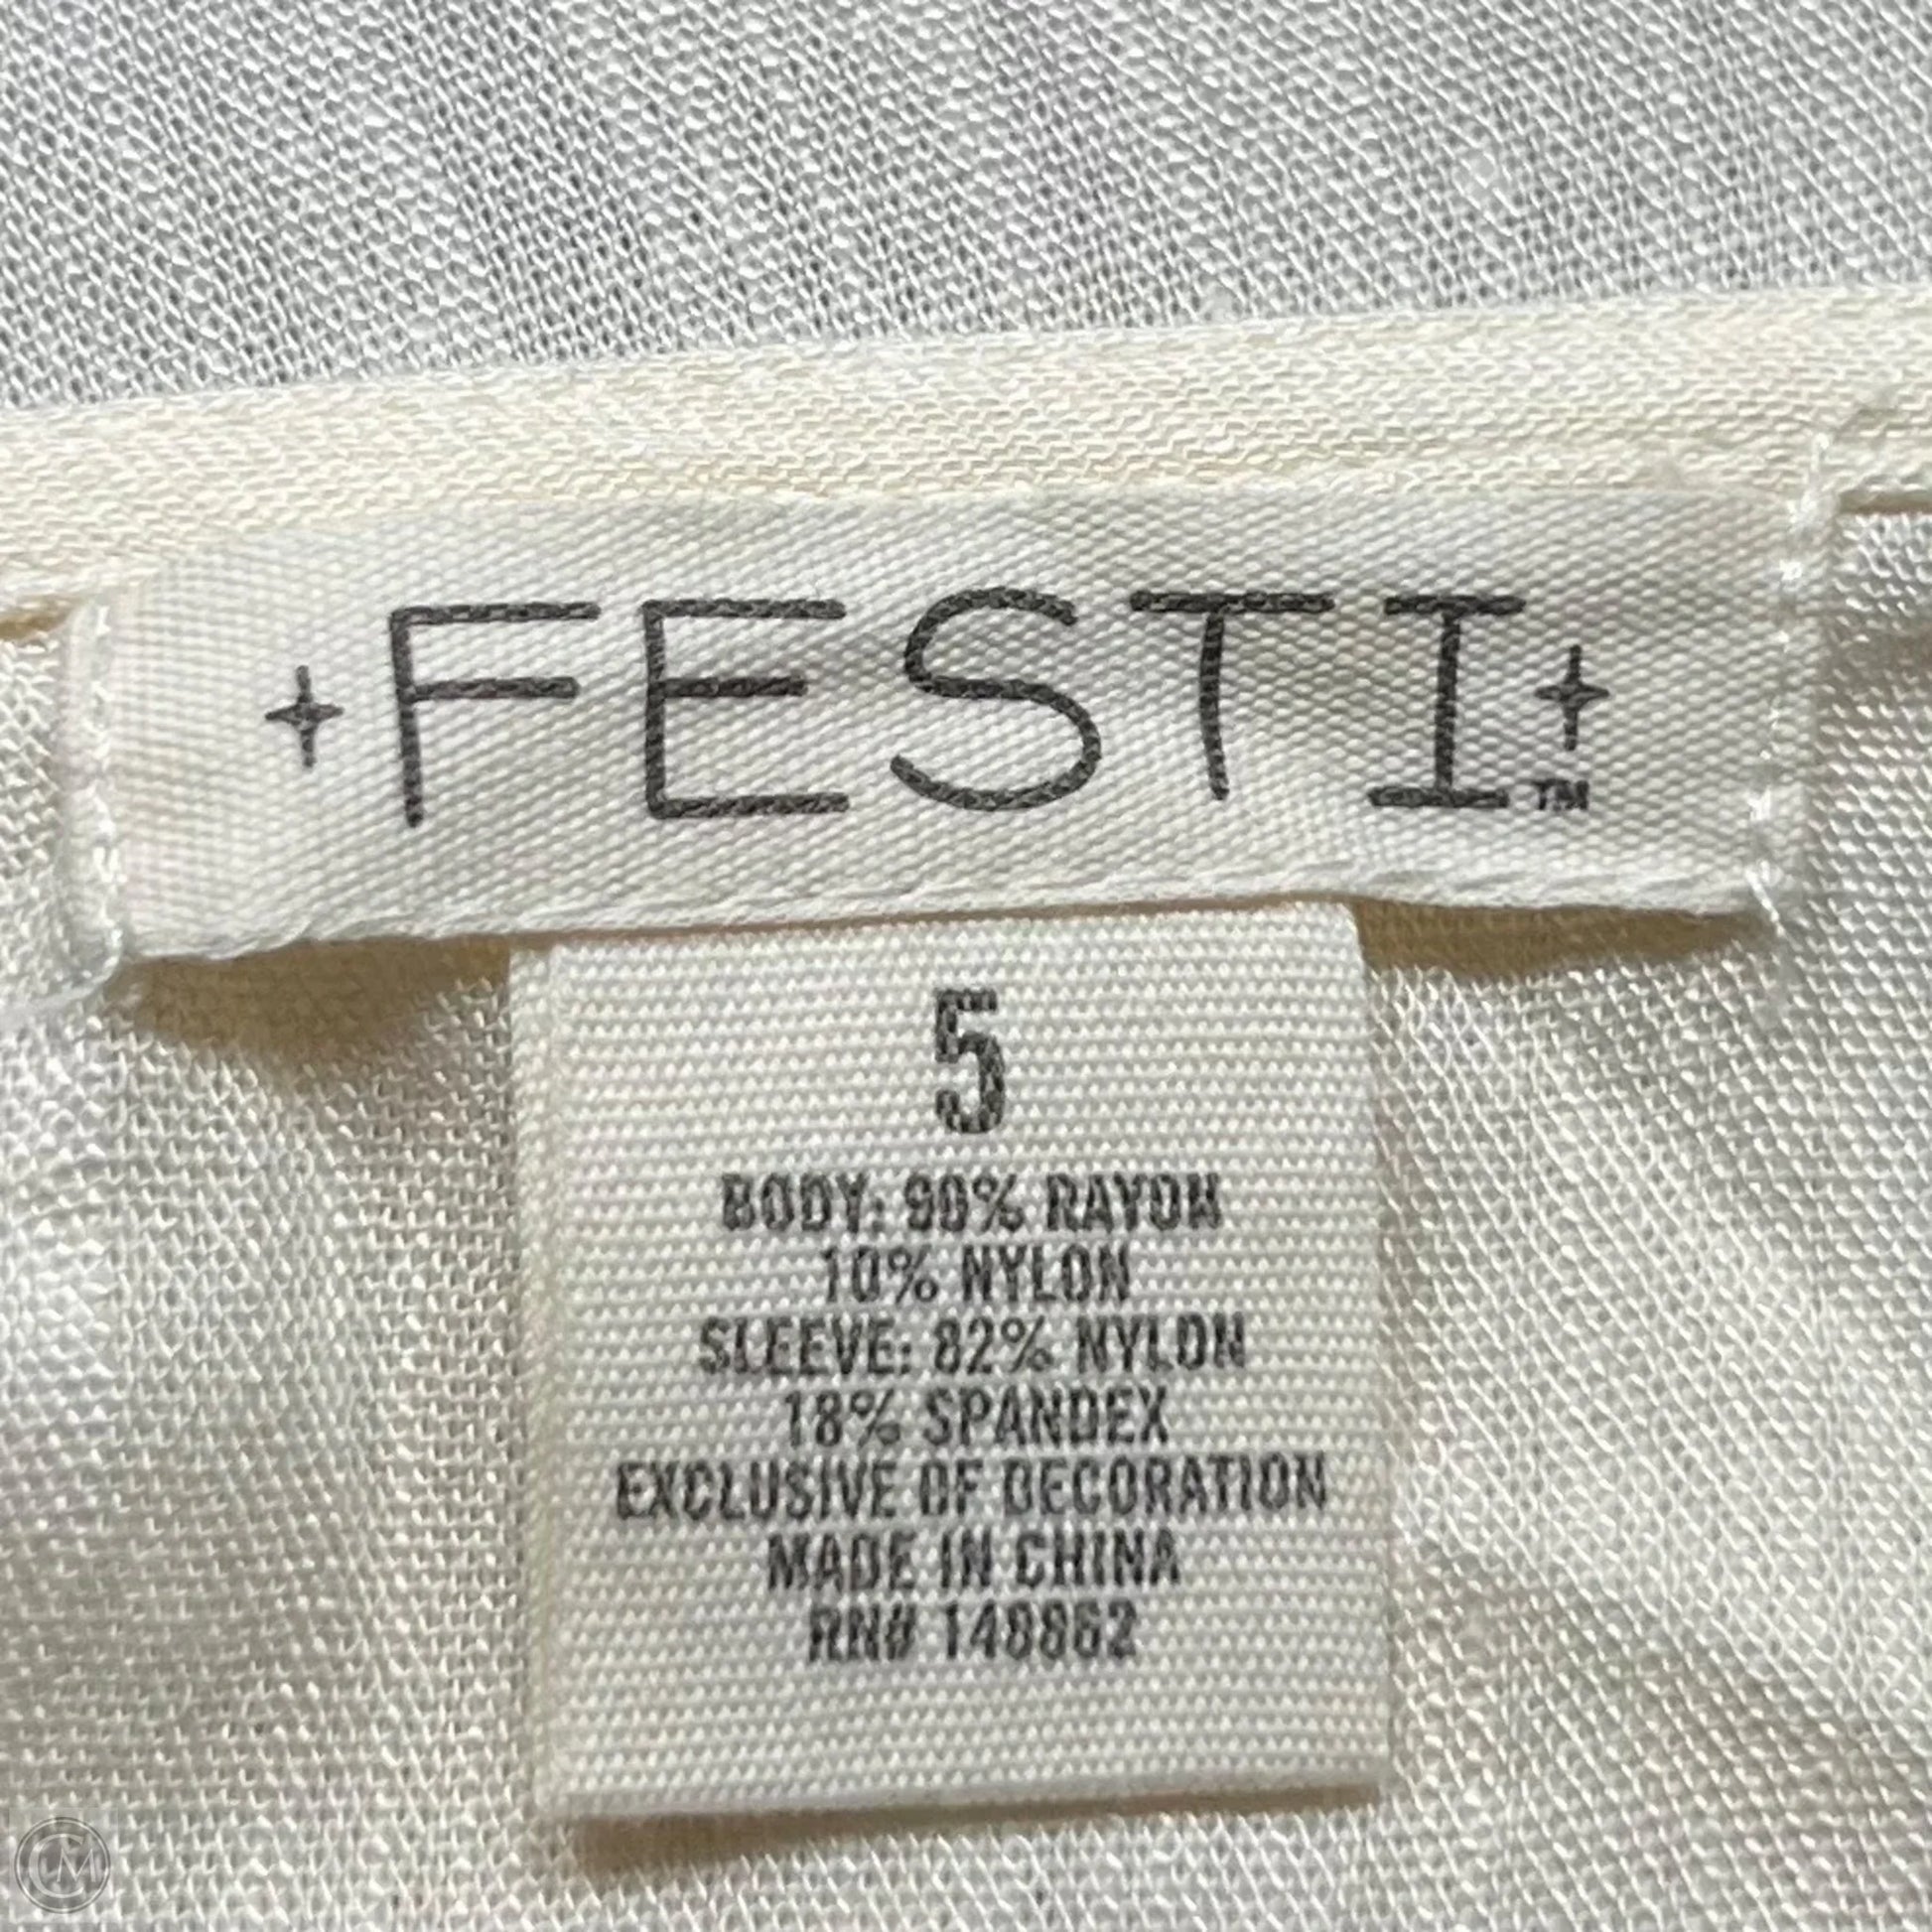 FESTI™
5
BODY: 90% RAYON
10% NYLON
SLEEVE: 82% NYLON
18% SPANDEX
EXCLUSIVE OF DECORATION
MADE IN CHINA
RN# 148862